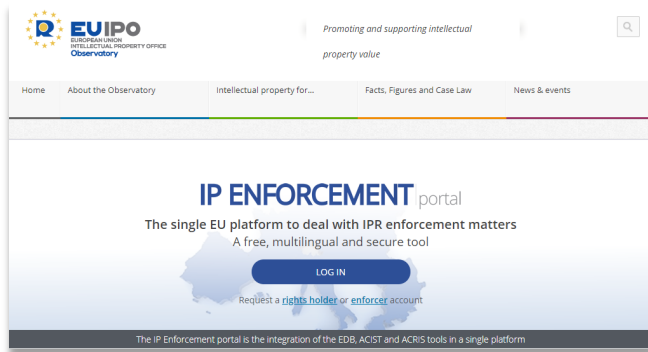 EUIPO
EUROPEAN UNION
INTELLECTUAL PROPERTY OFFICE
Observatory
Promoting and supporting intellectual
property value
Home About the Observatory Intellectual property for... Facts, Figures and Case Law News & events
IP ENFORCEMENT portal
The single EU platform to deal with IPR enforcement matters
A free, multilingual and secure tool
LOG IN
Request a rights holder or enforcer account
The IP Enforcement portal is the integration of the EDB, ACIST and ACRIS tools in a single platform